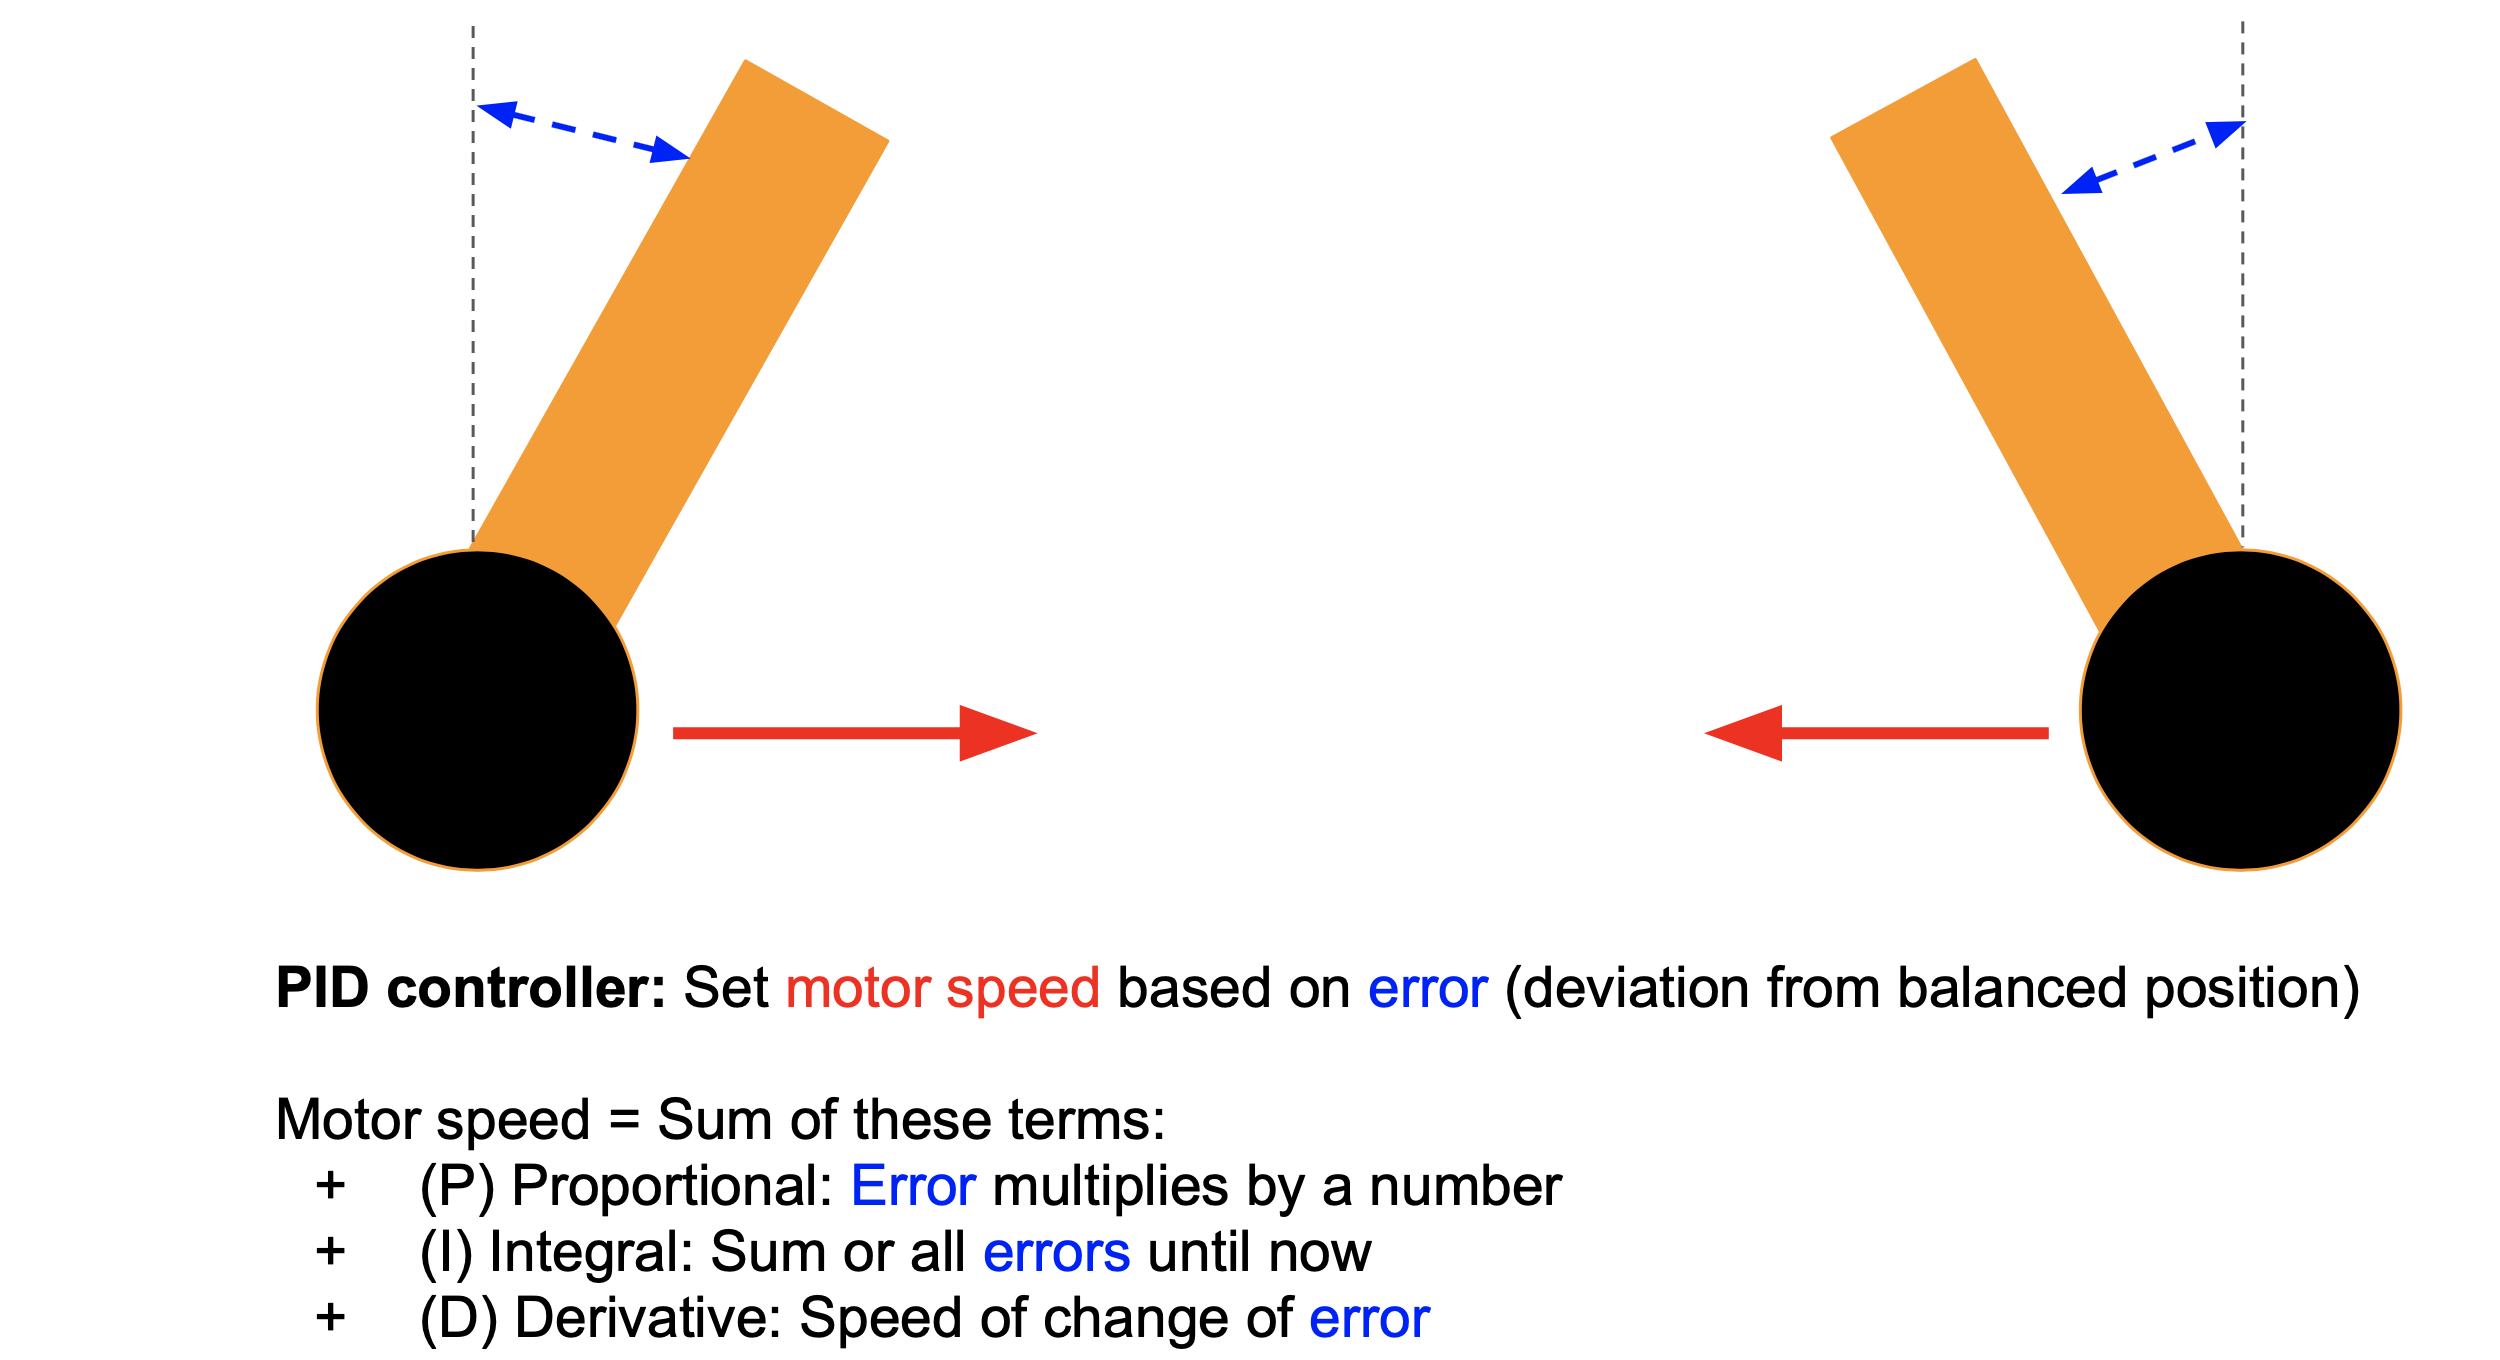 PID controller: Set motor speed based on error (deviation from balanced position)
Motor speed = Sum of these terms:
+ (P) Proportional: Error multiplies by a number
+ (I) Integral: Sum or all errors until now
+ (D) Derivative: Speed of change of error